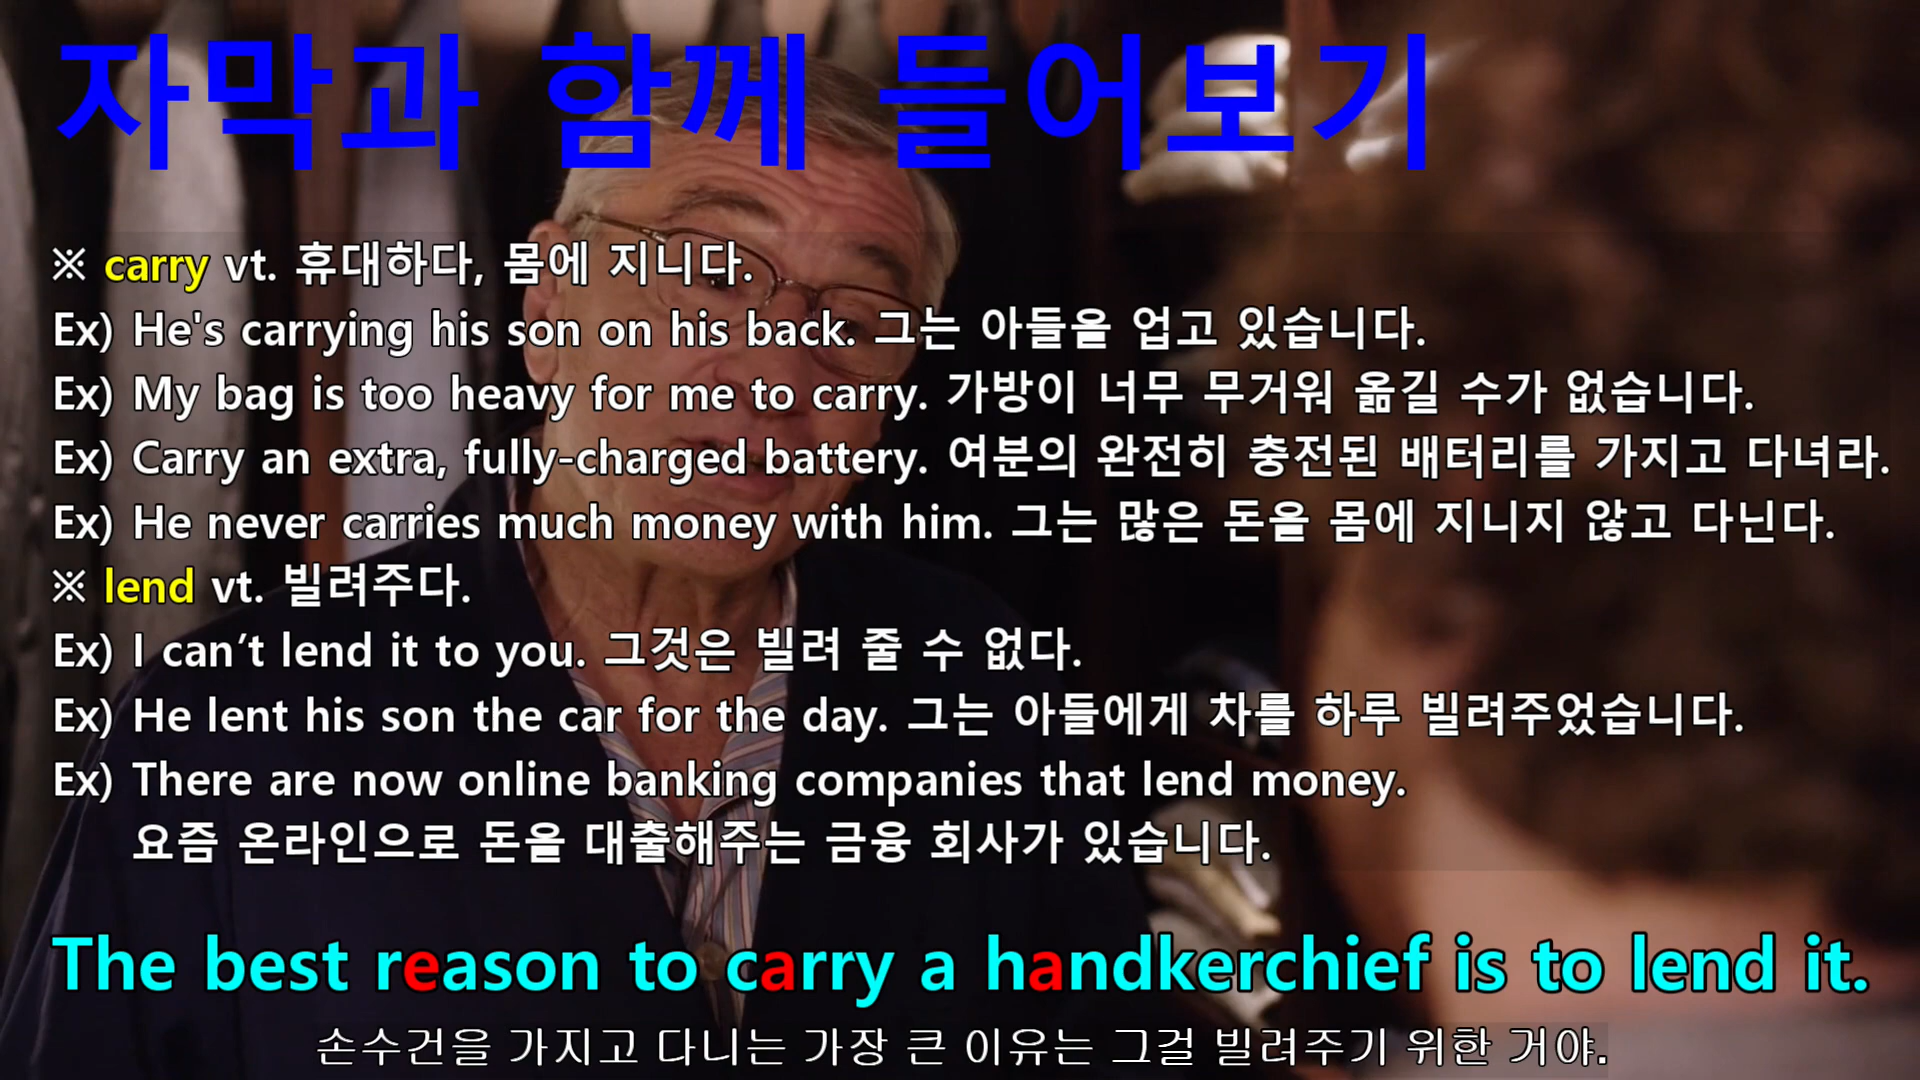 자막과 함께 들어보기
※ carry vt. 휴대하다, 몸에 지니다.
Ex) He's carrying his son on his back. 그는 아들을 업고 있습니다.
Ex) My bag is too heavy for me to carry. 가방이 너무 무거워 옮길 수가 없습니다.
Ex) Carry an extra, fully-charged battery. 여분의 완전히 충전된 배터리를 가지고 다녀라.
Ex) He never carries much money with him. 그는 많은 돈을 몸에 지니지 않고 다닌다.
※ lend vt. 빌려주다.
Ex) I can’t lend it to you. 그것은 빌려 줄 수 없다.
Ex) He lent his son the car for the day. 그는 아들에게 차를 하루 빌려주었습니다.
Ex) There are now online banking companies that lend money.
요즘 온라인으로 돈을 대출해주는 금융 회사가 있습니다.
The best reason to carry a handkerchief is to lend it.
손수건을 가지고 다니는 가장 큰 이유는 그걸 빌려주기 위한 거야.